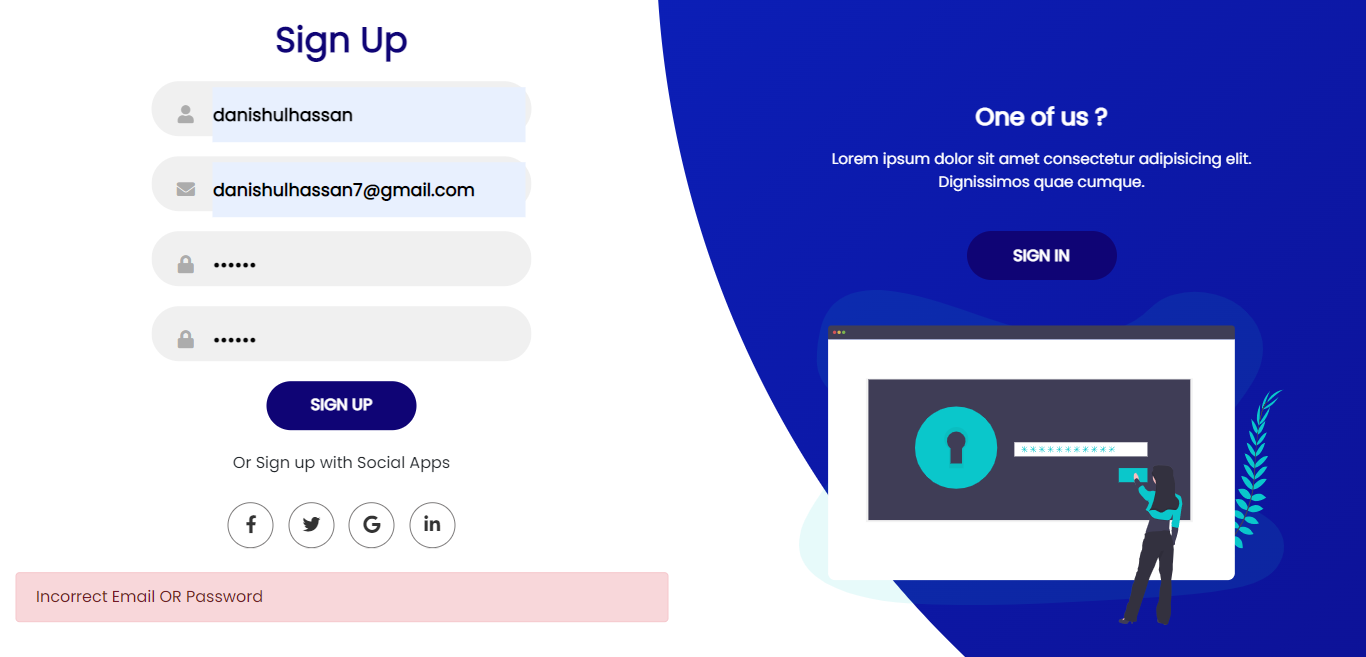 Sign Up
danishulhassan
danishulhassan7@gmail.com
••••••
••••••
SIGN UP
Or Sign up with Social Apps
Incorrect Email OR Password
One of us ?
Lorem ipsum dolor sit amet consectetur adipisicing elit.
Dignissimos quae cumque.
SIGN IN
***********